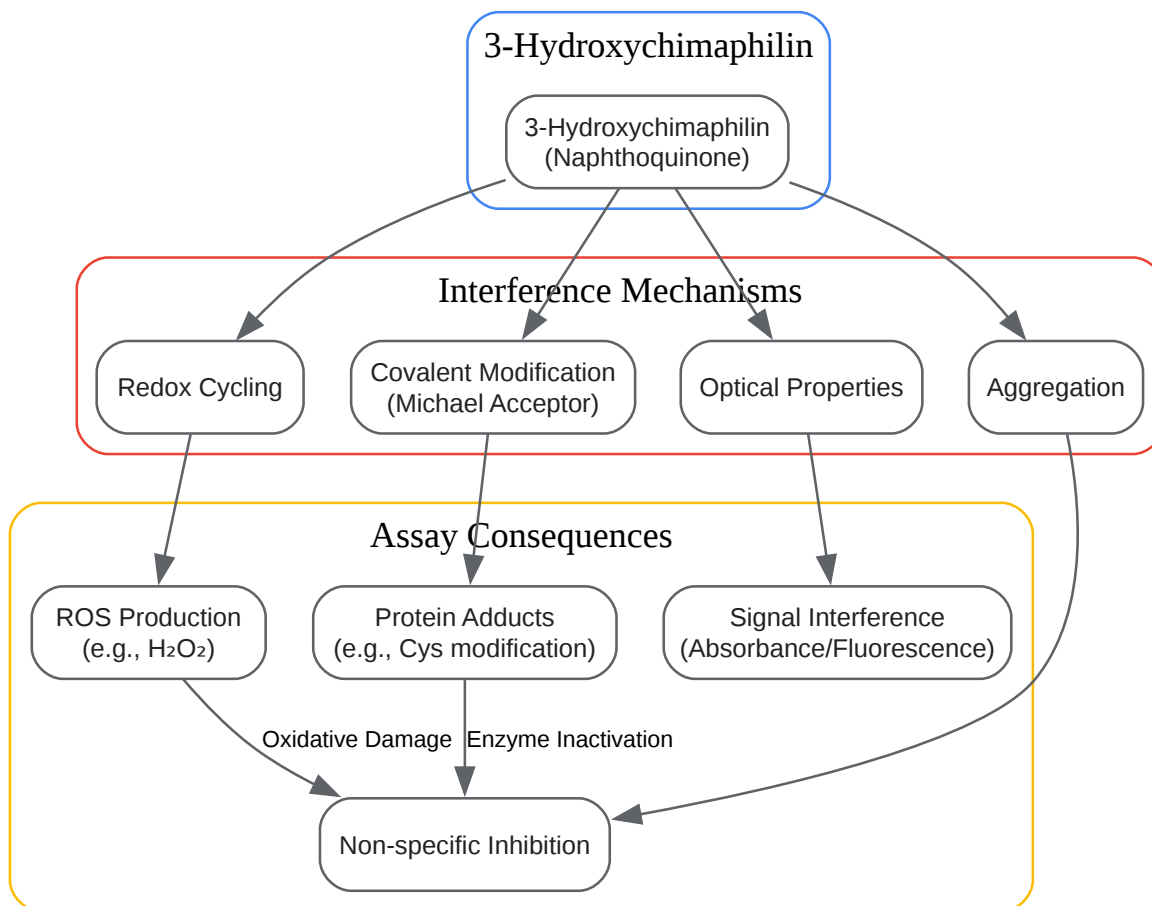 3-Hydroxychimaphilin
3-Hydroxychimaphilin
(Naphthoquinone)
Interference Mechanisms
Redox Cycling
Covalent Modification
(Michael Acceptor)
Optical Properties
Aggregation
Assay Consequences
ROS Production
(e.g., H₂O₂)
Protein Adducts
(e.g., Cys modification)
Signal Interference
(Absorbance/Fluorescence)
Oxidative Damage
Enzyme Inactivation
Non-specific Inhibition